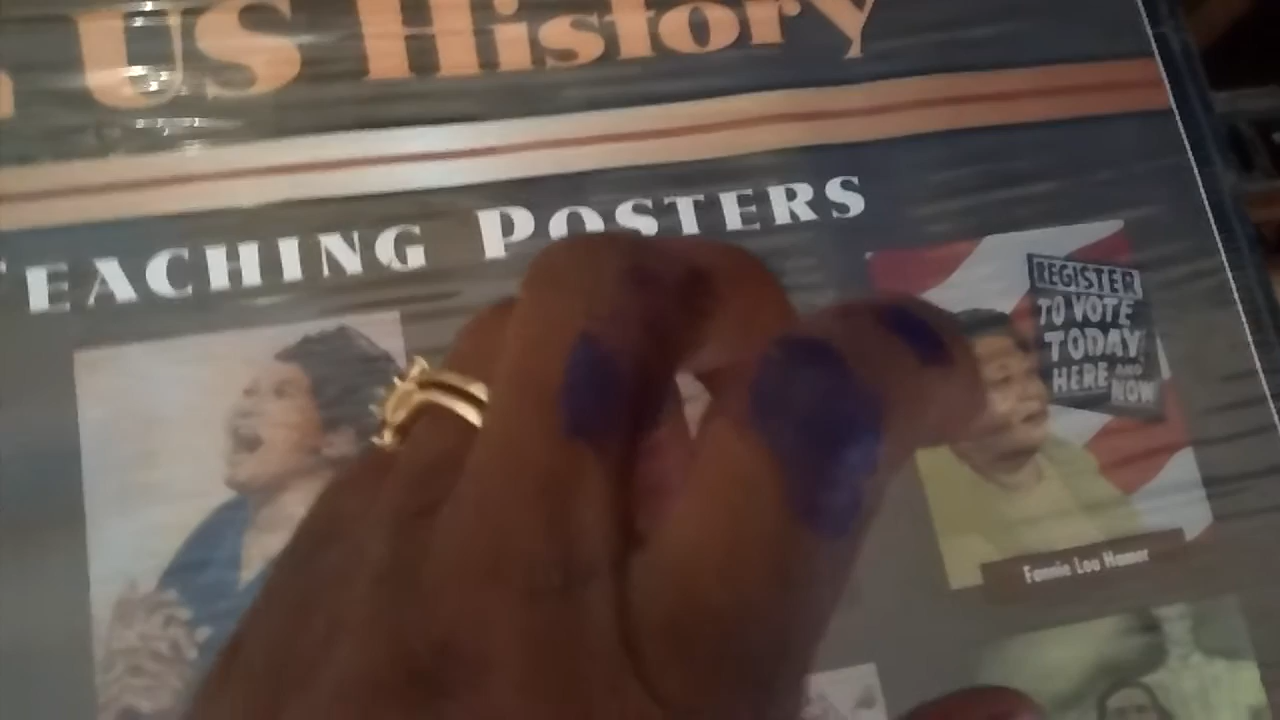 US History
TEACHING POSTERS
REGISTER
TO VOTE
TODAY
HERE AND
NOW
Fannie Lou Hamer